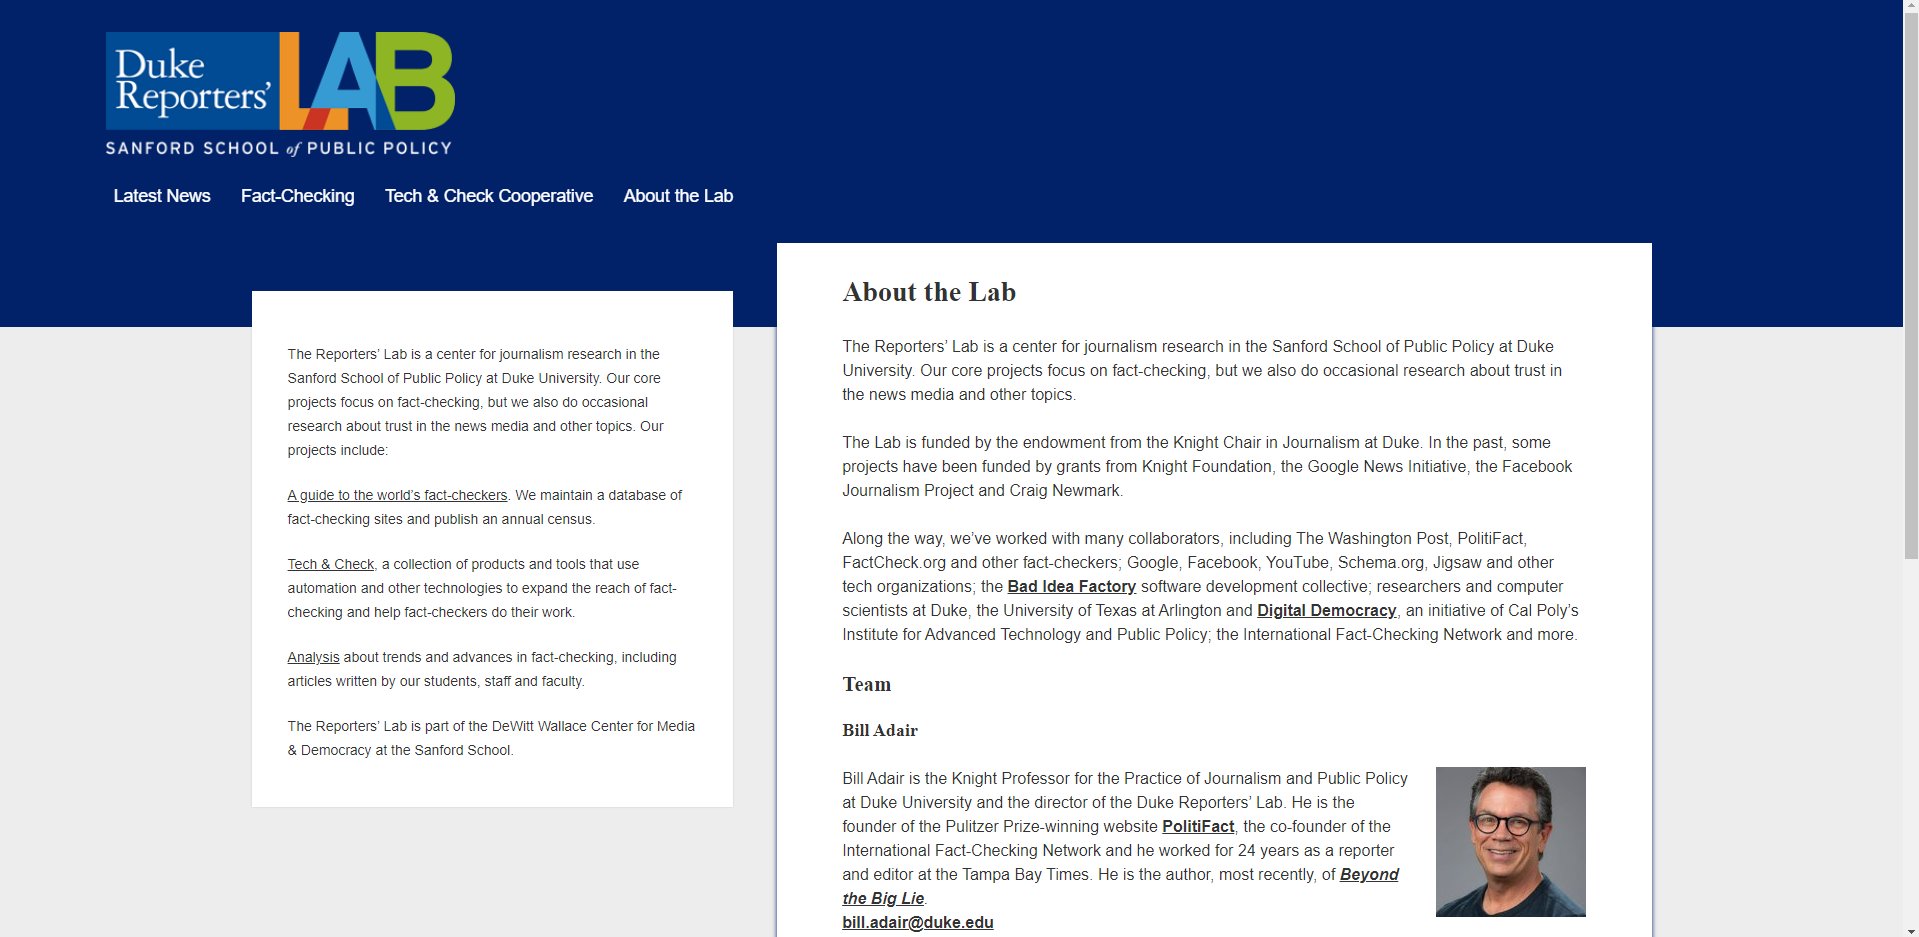 Duke
Reporters’
LAB
SANFORD SCHOOL of PUBLIC POLICY
Latest News
Fact-Checking
Tech & Check Cooperative
About the Lab
The Reporters’ Lab is a center for journalism research in the
Sanford School of Public Policy at Duke University. Our core
projects focus on fact-checking, but we also do occasional
research about trust in the news media and other topics. Our
projects include:
A guide to the world’s fact-checkers. We maintain a database of
fact-checking sites and publish an annual census.
Tech & Check, a collection of products and tools that use
automation and other technologies to expand the reach of fact-
checking and help fact-checkers do their work.
Analysis about trends and advances in fact-checking, including
articles written by our students, staff and faculty.
The Reporters’ Lab is part of the DeWitt Wallace Center for Media
& Democracy at the Sanford School.
About the Lab
The Reporters’ Lab is a center for journalism research in the Sanford School of Public Policy at Duke
University. Our core projects focus on fact-checking, but we also do occasional research about trust in
the news media and other topics.
The Lab is funded by the endowment from the Knight Chair in Journalism at Duke. In the past, some
projects have been funded by grants from Knight Foundation, the Google News Initiative, the Facebook
Journalism Project and Craig Newmark.
Along the way, we’ve worked with many collaborators, including The Washington Post, PolitiFact,
FactCheck.org and other fact-checkers; Google, Facebook, YouTube, Schema.org, Jigsaw and other
tech organizations; the Bad Idea Factory software development collective; researchers and computer
scientists at Duke, the University of Texas at Arlington and Digital Democracy, an initiative of Cal Poly’s
Institute for Advanced Technology and Public Policy; the International Fact-Checking Network and more.
Team
Bill Adair
Bill Adair is the Knight Professor for the Practice of Journalism and Public Policy
at Duke University and the director of the Duke Reporters’ Lab. He is the
founder of the Pulitzer Prize-winning website PolitiFact, the co-founder of the
International Fact-Checking Network and he worked for 24 years as a reporter
and editor at the Tampa Bay Times. He is the author, most recently, of Beyond
the Big Lie.
bill.adair@duke.edu